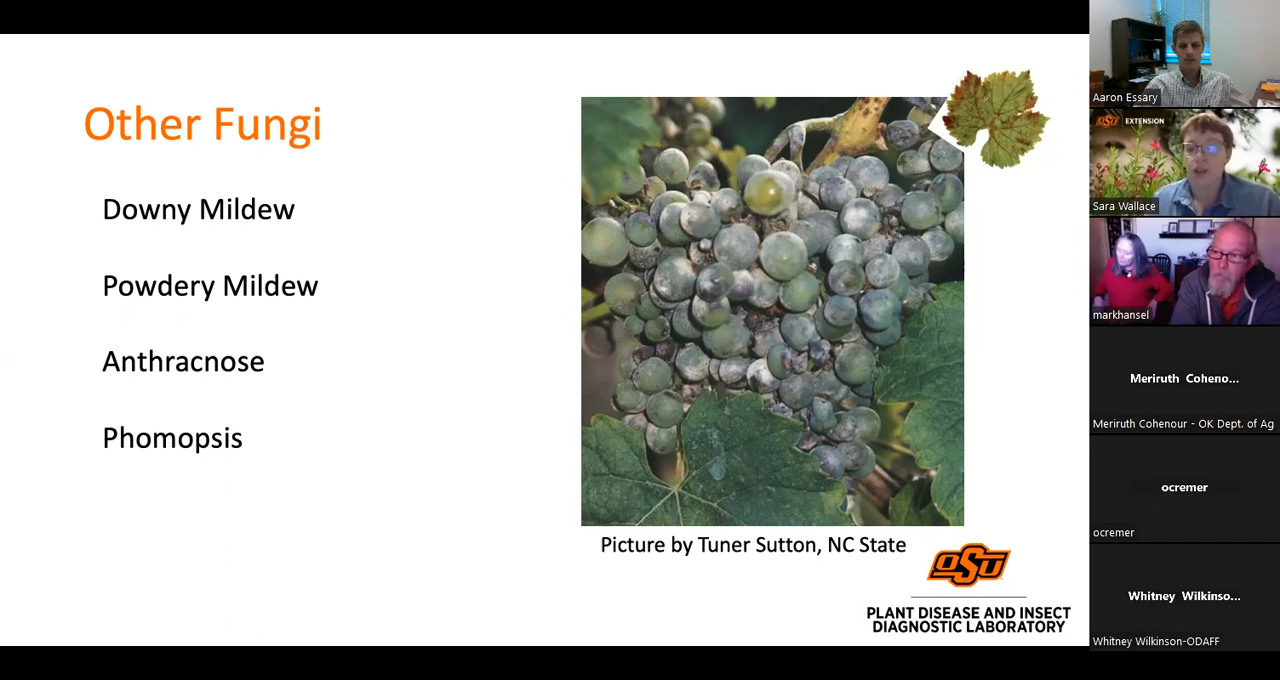 Other Fungi
Downy Mildew
Powdery Mildew
Anthracnose
Phomopsis
Picture by Tuner Sutton, NC State
OSU
PLANT DISEASE AND INSECT
DIAGNOSTIC LABORATORY
Aaron Essary
OSU EXTENSION
Sara Wallace
markhansel
Meriruth Coheno...
Meriruth Cohenour - OK Dept. of Ag
ocremer
ocremer
Whitney Wilkinso...
Whitney Wilkinson-ODAFF